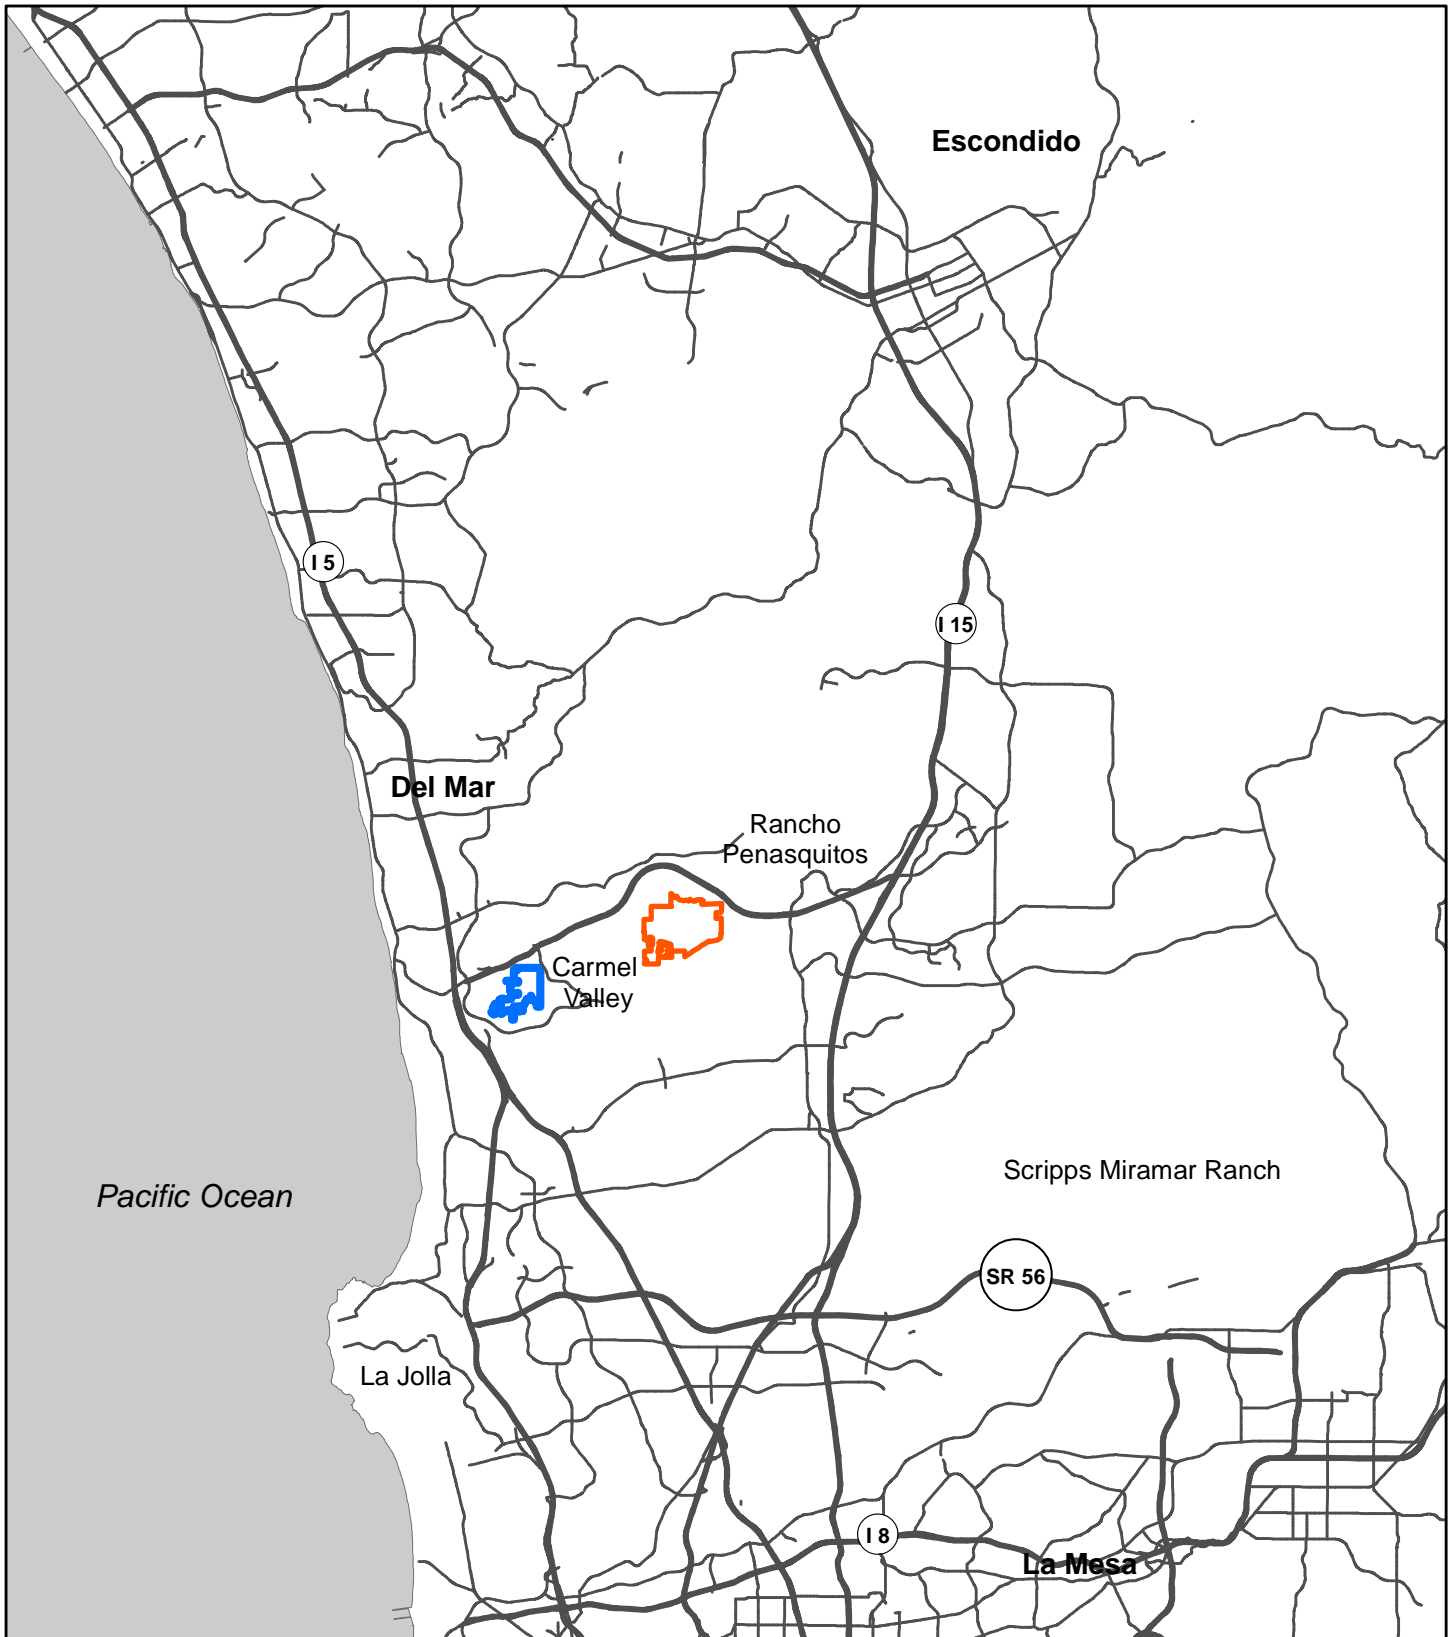 Escondido
I 5
I 15
Del Mar
Rancho
Penasquitos
Carmel
Valley
Scripps Miramar Ranch
Pacific Ocean
SR 56
La Jolla
I 8
La Mesa